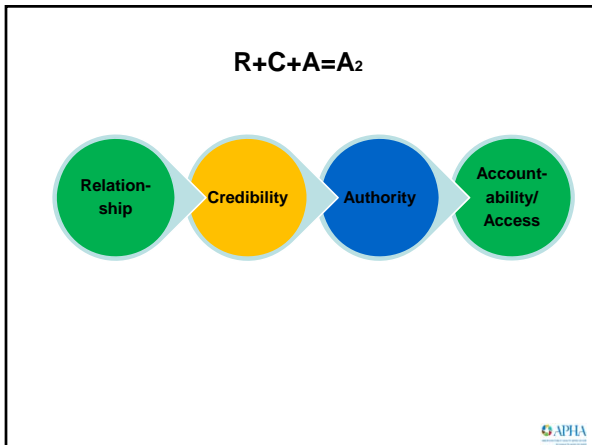 R+C+A=A₂
Relation-
ship
Credibility
Authority
Account-
ability/
Access
APHA